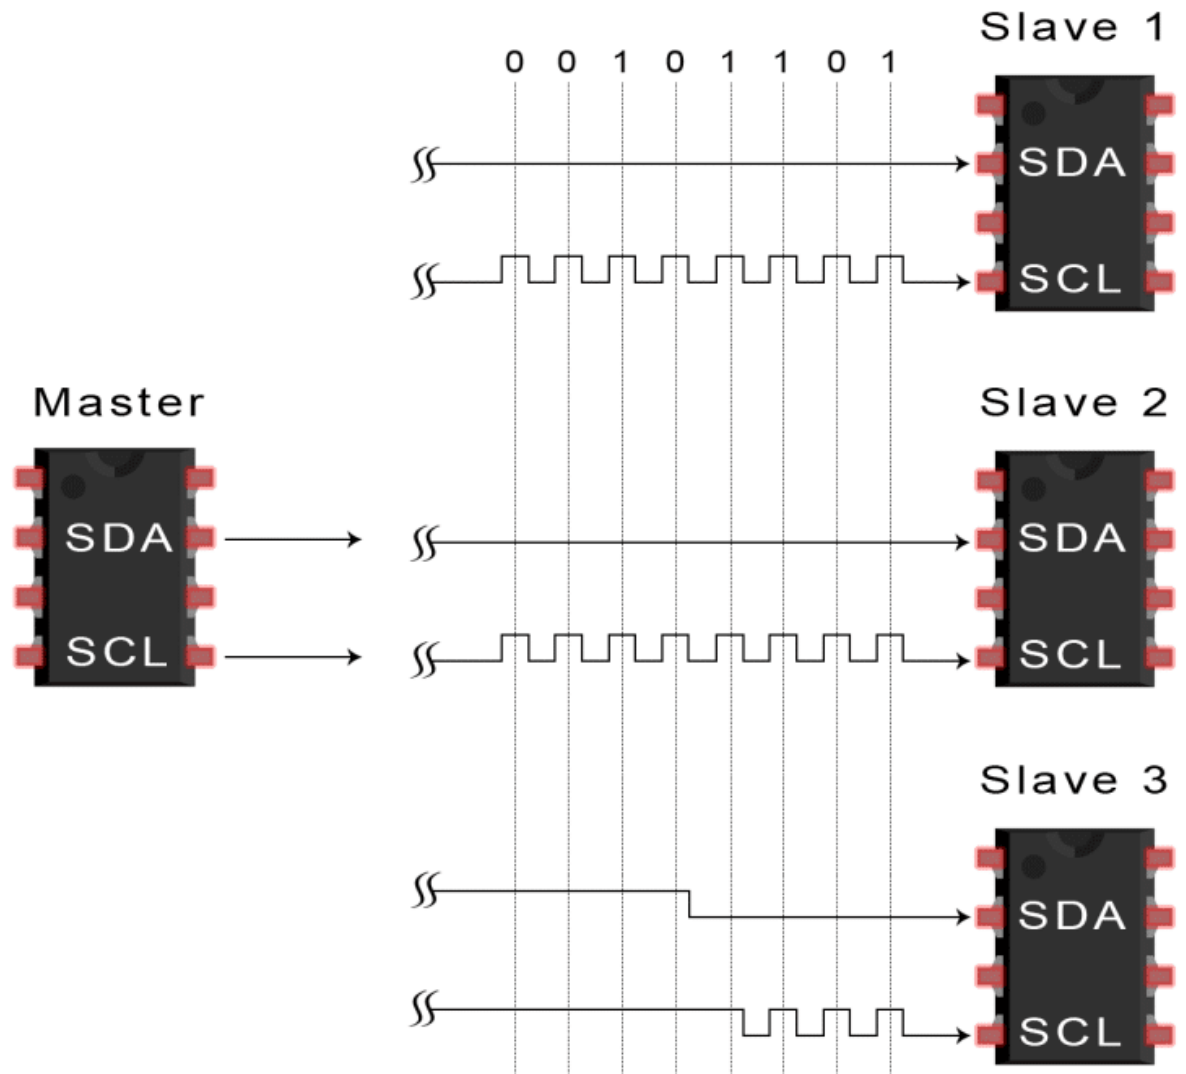 Slave 1
0 0 1 0 1 1 0 1
SDA
SCL
Master
SDA
SCL
Slave 2
SDA
SCL
Slave 3
SDA
SCL